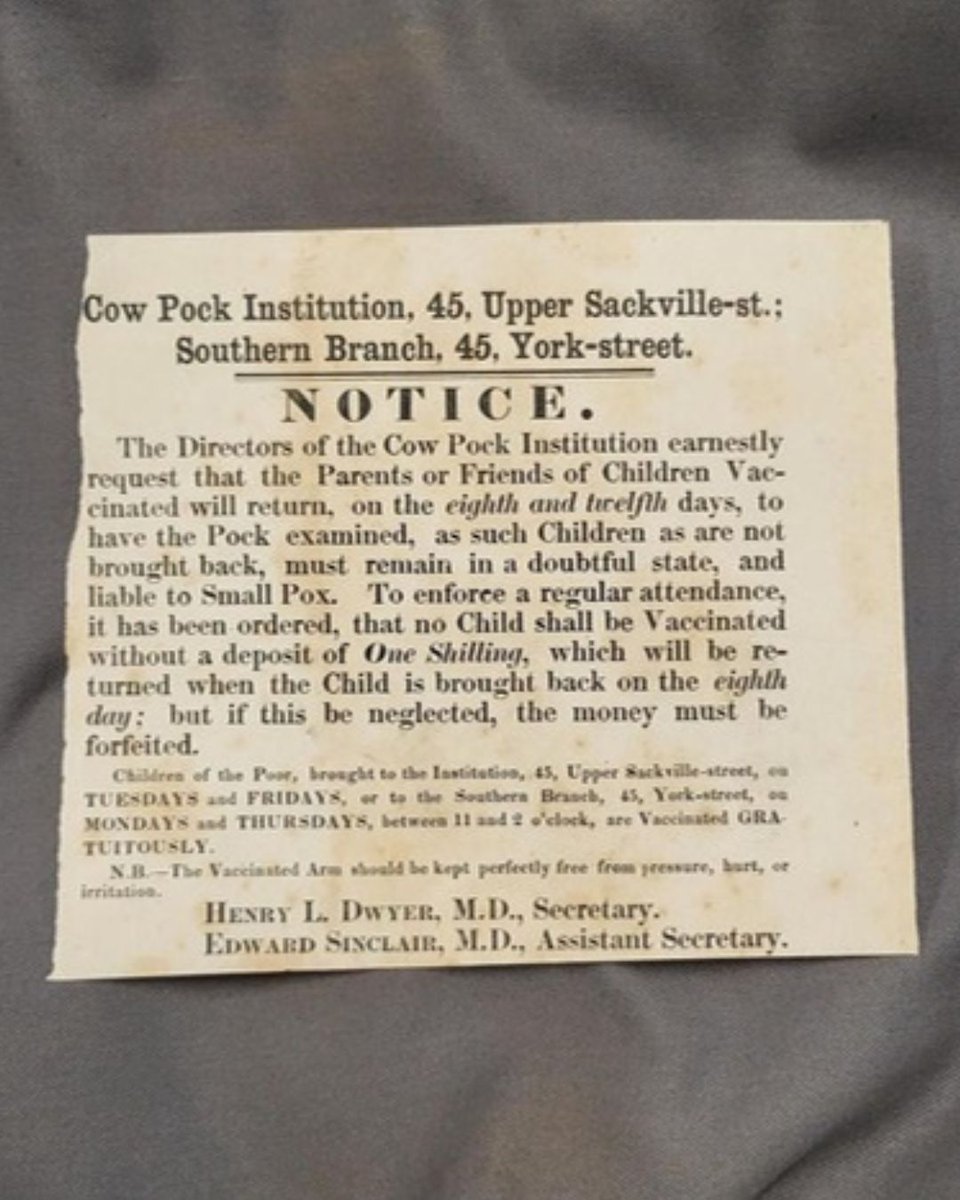 Cow Pock Institution, 45, Upper Sackville-st.;
Southern Branch, 45, York-street.
NOTICE.
The Directors of the Cow Pock Institution earnestly
request that the Parents or Friends of Children Vac-
cinated will return, on the eighth and twelfth days, to
have the Pock examined, as such Children as are not
brought back, must remain in a doubtful state, and
liable to Small Pox. To enforce a regular attendance,
it has been ordered, that no Child shall be Vaccinated
without a deposit of One Shilling, which will be re-
turned when the Child is brought back on the eighth
day: but if this be neglected, the money must be
forfeited.
Children of the Poor, brought to the Institution, 45, Upper Sackville-street, on
TUESDAYS and FRIDAYS, or to the Southern Branch, 45, York-street, on
MONDAYS and THURSDAYS, between 11 and 2 o'clock, are Vaccinated GRA-
TUITOUSLY.
N.B.—The Vaccinated Arm should be kept perfectly free from pressure, hurt, or
irritation.
HENRY L. DWYER, M.D., Secretary.
EDWARD SINCLAIR, M.D., Assistant Secretary.